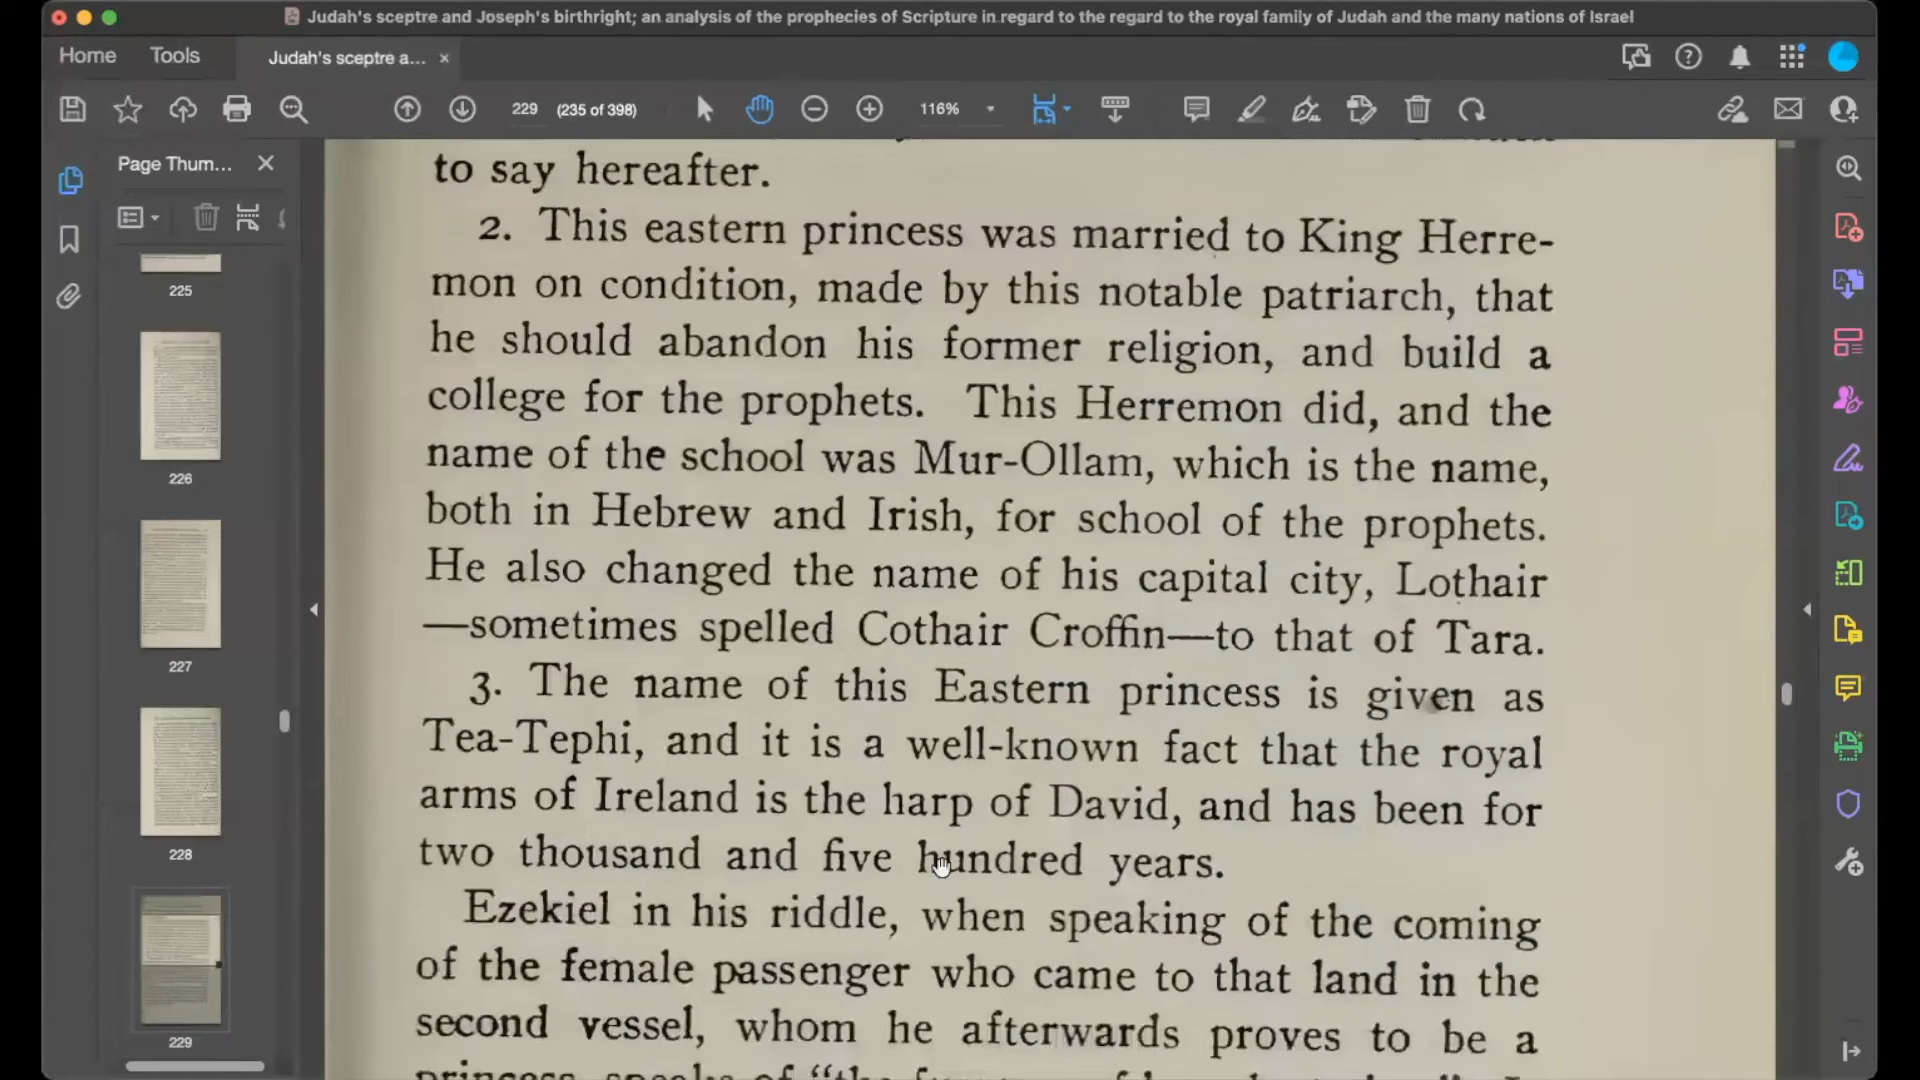 Judah's sceptre and Joseph's birthright; an analysis of the prophecies of Scripture in regard to the regard to the royal family of Judah and the many nations of Israel
Home Tools Judah's sceptre a... ×
229 (235 of 398) 116%
Page Thum...
225
226
227
228
229
to say hereafter.
2. This eastern princess was married to King Herre-
mon on condition, made by this notable patriarch, that
he should abandon his former religion, and build a
college for the prophets. This Herremon did, and the
name of the school was Mur-Ollam, which is the name,
both in Hebrew and Irish, for school of the prophets.
He also changed the name of his capital city, Lothair
—sometimes spelled Cothair Croffin—to that of Tara.
3. The name of this Eastern princess is given as
Tea-Tephi, and it is a well-known fact that the royal
arms of Ireland is the harp of David, and has been for
two thousand and five hundred years.
Ezekiel in his riddle, when speaking of the coming
of the female passenger who came to that land in the
second vessel, whom he afterwards proves to be a